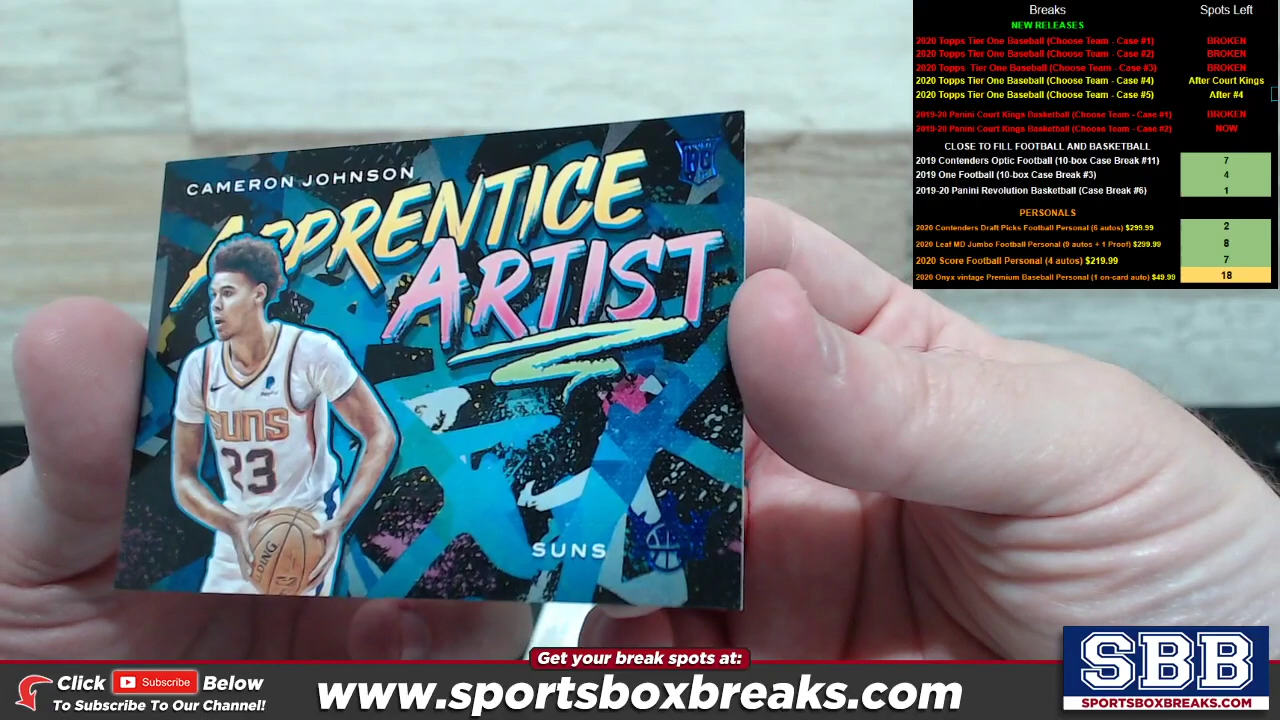 Breaks Spots Left
NEW RELEASES
2020 Topps Tier One Baseball (Choose Team - Case #1) BROKEN
2020 Topps Tier One Baseball (Choose Team - Case #2) BROKEN
2020 Topps Tier One Baseball (Choose Team - Case #3) BROKEN
2020 Topps Tier One Baseball (Choose Team - Case #4) After Court Kings
2020 Topps Tier One Baseball (Choose Team - Case #5) After #4
2019-20 Panini Court Kings Basketball (Choose Team - Case #1) BROKEN
2019-20 Panini Court Kings Basketball (Choose Team - Case #2) NOW
CLOSE TO FILL FOOTBALL AND BASKETBALL
2019 Contenders Optic Football (10-box Case Break #11) 7
2019 One Football (10-box Case Break #3) 4
2019-20 Panini Revolution Basketball (Case Break #6) 1
PERSONALS
2020 Contenders Draft Picks Football Personal (6 autos) $299.99 2
2020 Leaf MD Jumbo Football Personal (9 autos + 1 Proof) $299.99 8
2020 Score Football Personal (4 autos) $219.99 7
2020 Onyx vintage Premium Baseball Personal (1 on-card auto) $49.99 18
CAMERON JOHNSON
APPRENTICE
ARTIST
SUNS
23
SUNS
Get your break spots at:
Click Subscribe Below
To Subscribe To Our Channel!
www.sportsboxbreaks.com
SBB
SPORTSBOXBREAKS.COM